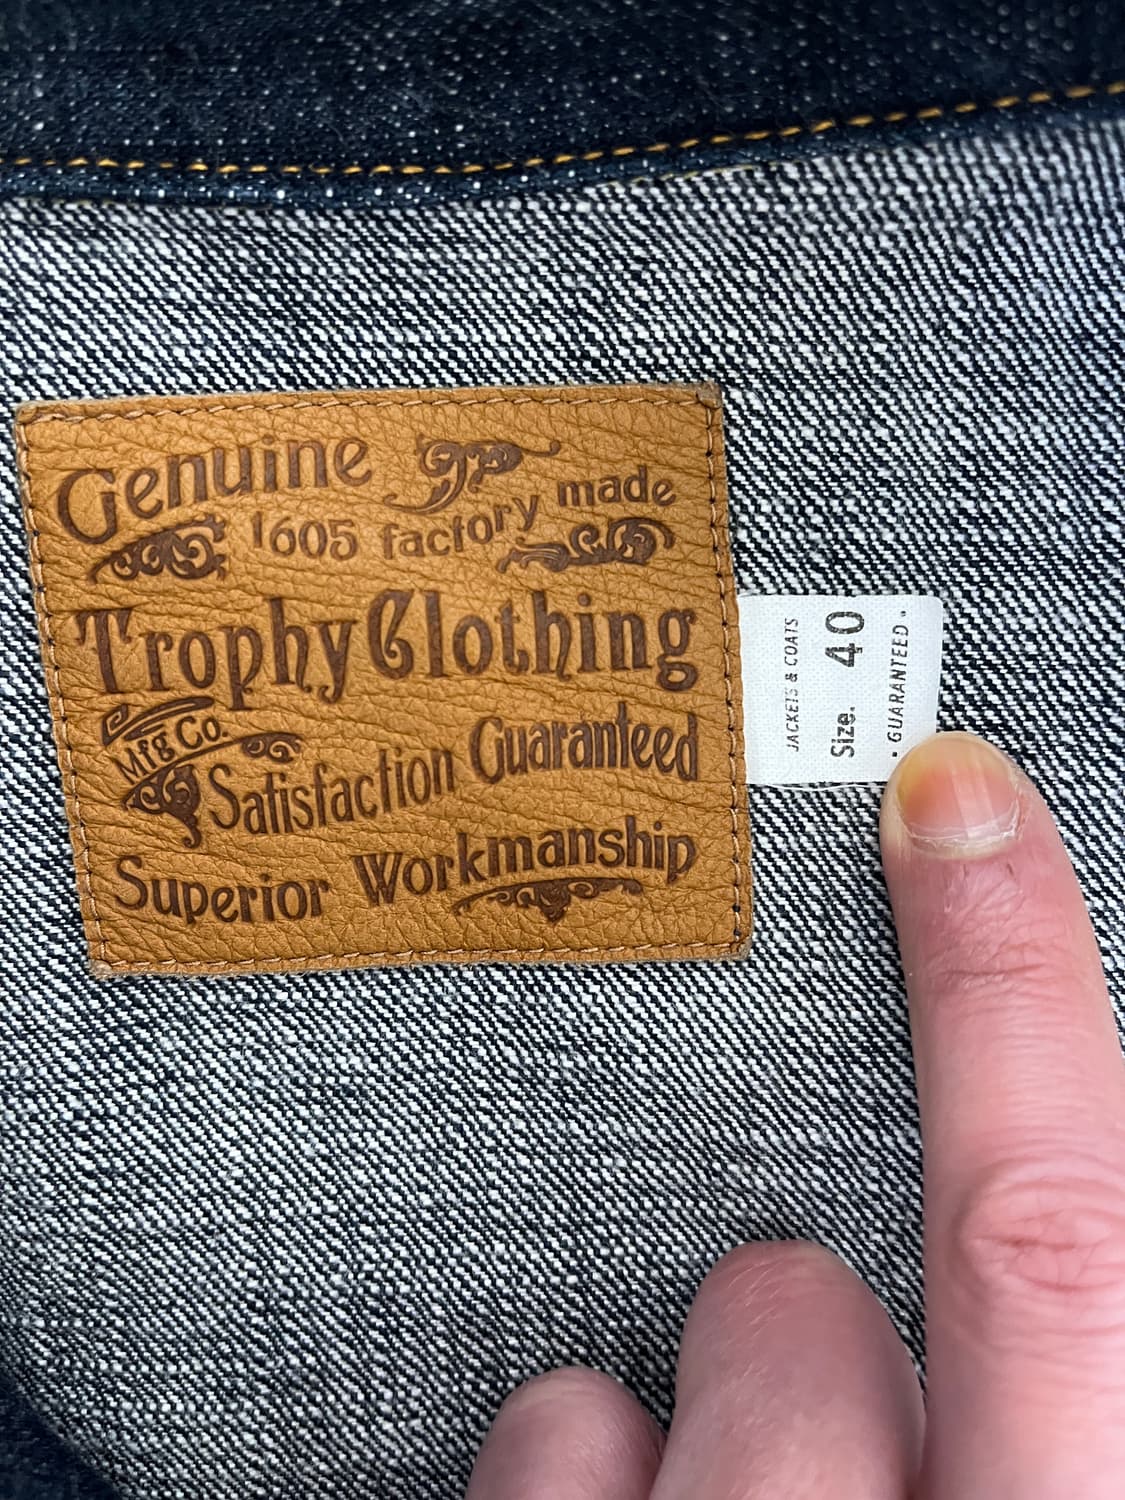 Genuine
1605 factory made
Trophy Clothing
Mfg Co.
Satisfaction Guaranteed
Superior Workmanship
JACKETS & COATS
Size. 40
• GUARANTEED •